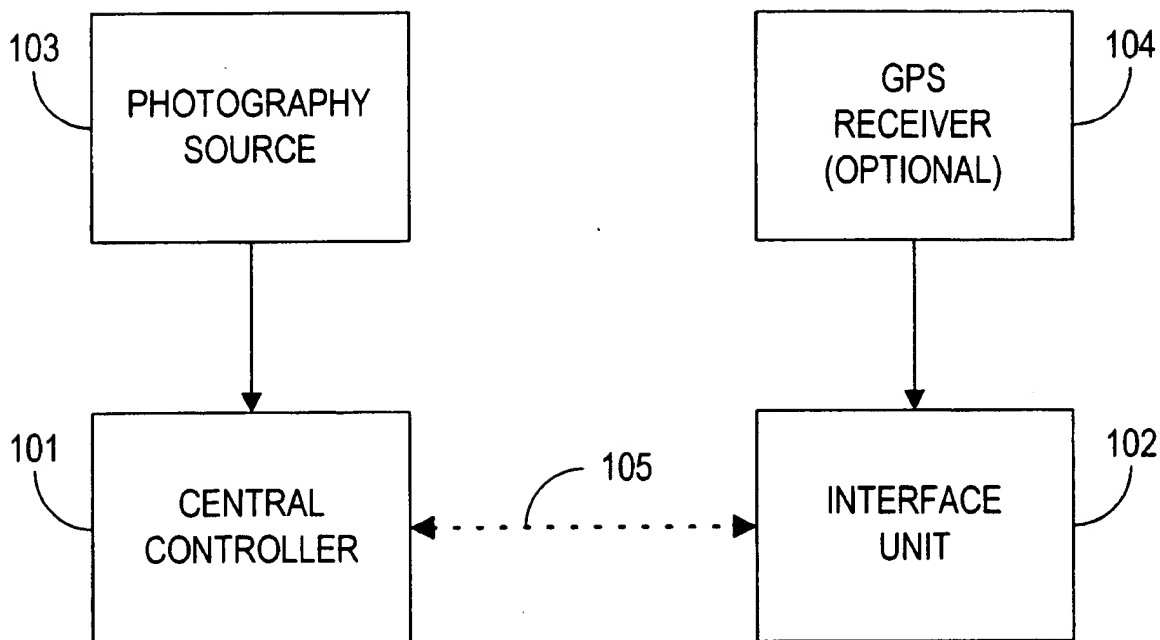 103
PHOTOGRAPHY
SOURCE
104
GPS
RECEIVER
(OPTIONAL)
101
CENTRAL
CONTROLLER
105
102
INTERFACE
UNIT